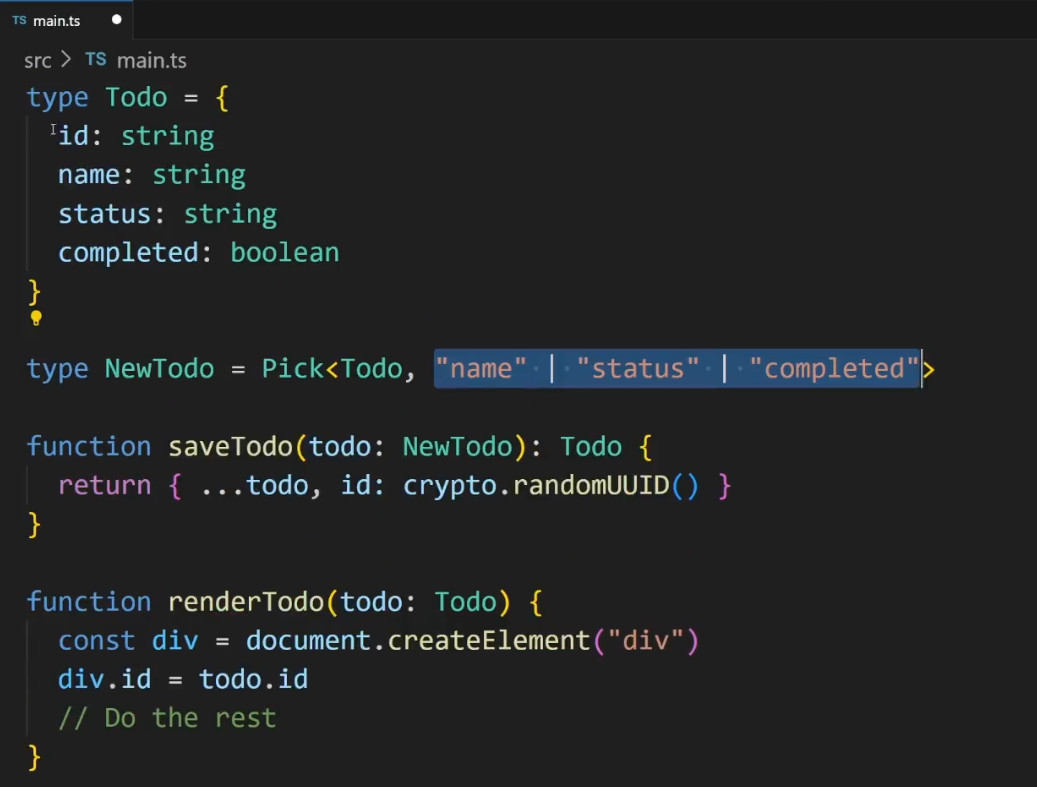 TS main.ts
src > TS main.ts
type Todo = {
  id: string
  name: string
  status: string
  completed: boolean
}
type NewTodo = Pick<Todo, "name" | "status" | "completed">
function saveTodo(todo: NewTodo): Todo {
  return { ...todo, id: crypto.randomUUID() }
}
function renderTodo(todo: Todo) {
  const div = document.createElement("div")
  div.id = todo.id
  // Do the rest
}